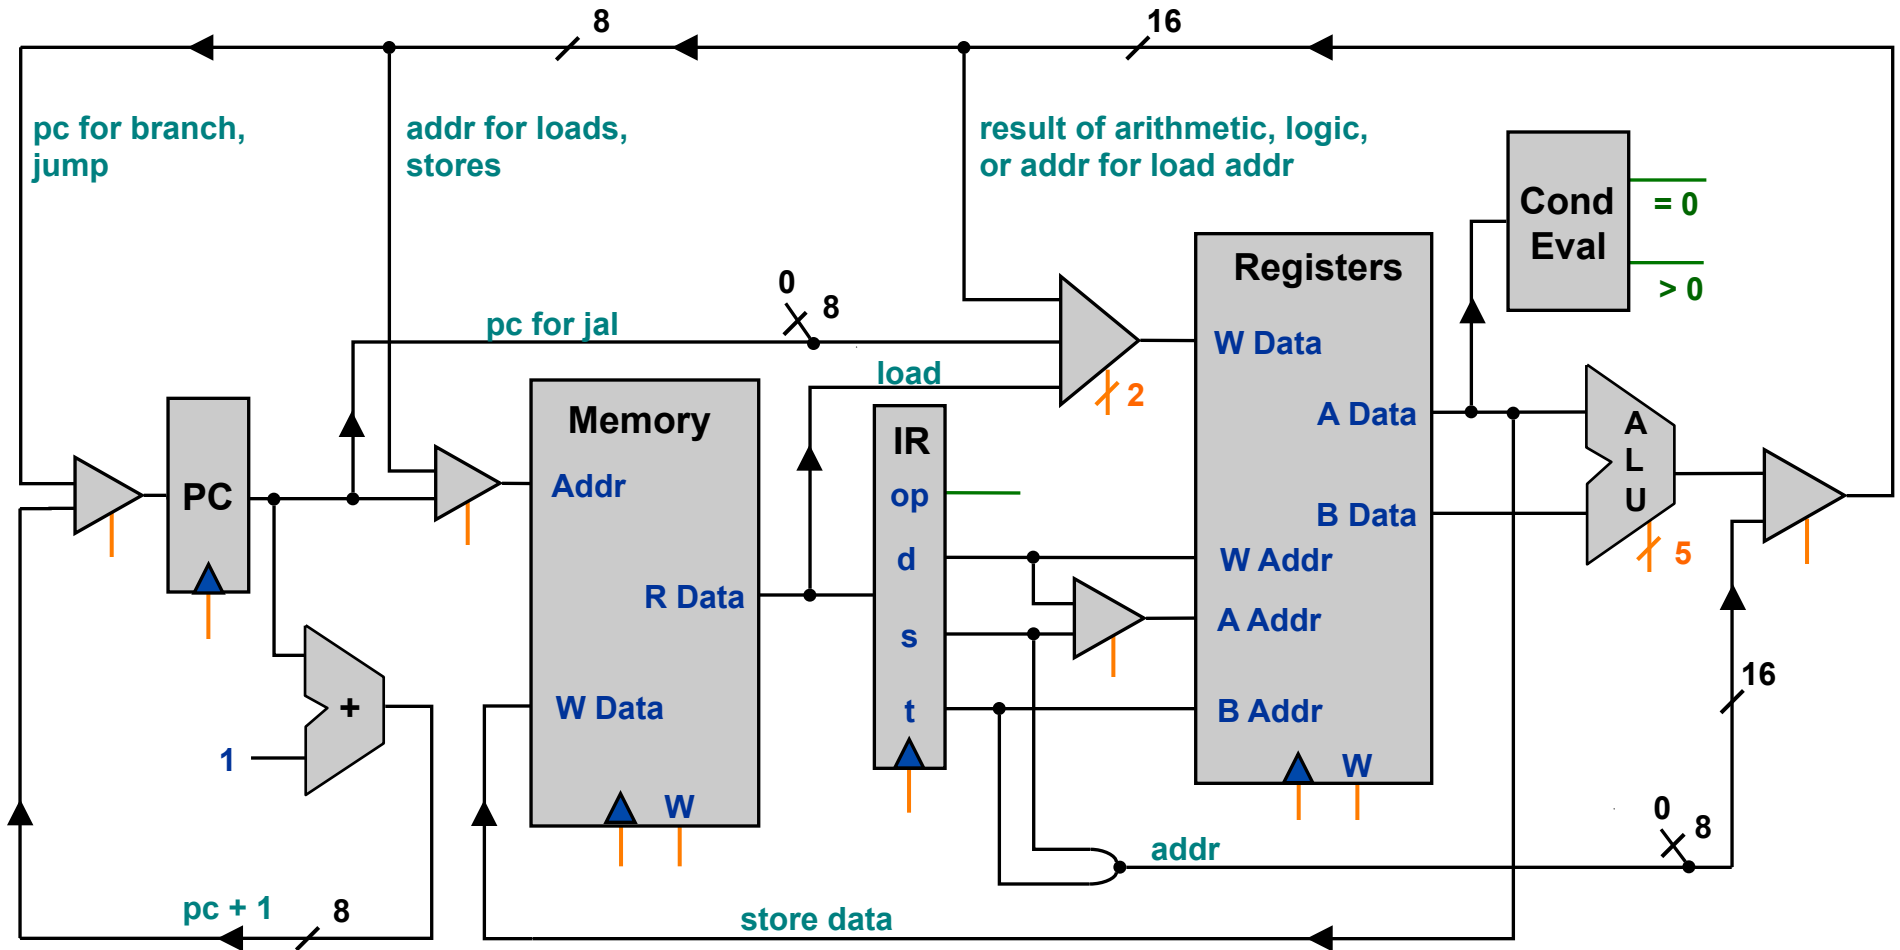 8
16
pc for branch,
jump
addr for loads,
stores
result of arithmetic, logic,
or addr for load addr
Cond
Eval
= 0
> 0
Registers
0
8
pc for jal
W Data
load
2
Memory
IR
A Data
A
L
U
PC
Addr
op
B Data
5
d
W Addr
R Data
s
A Addr
+
W Data
t
B Addr
16
1
W
W
0
8
addr
pc + 1
8
store data